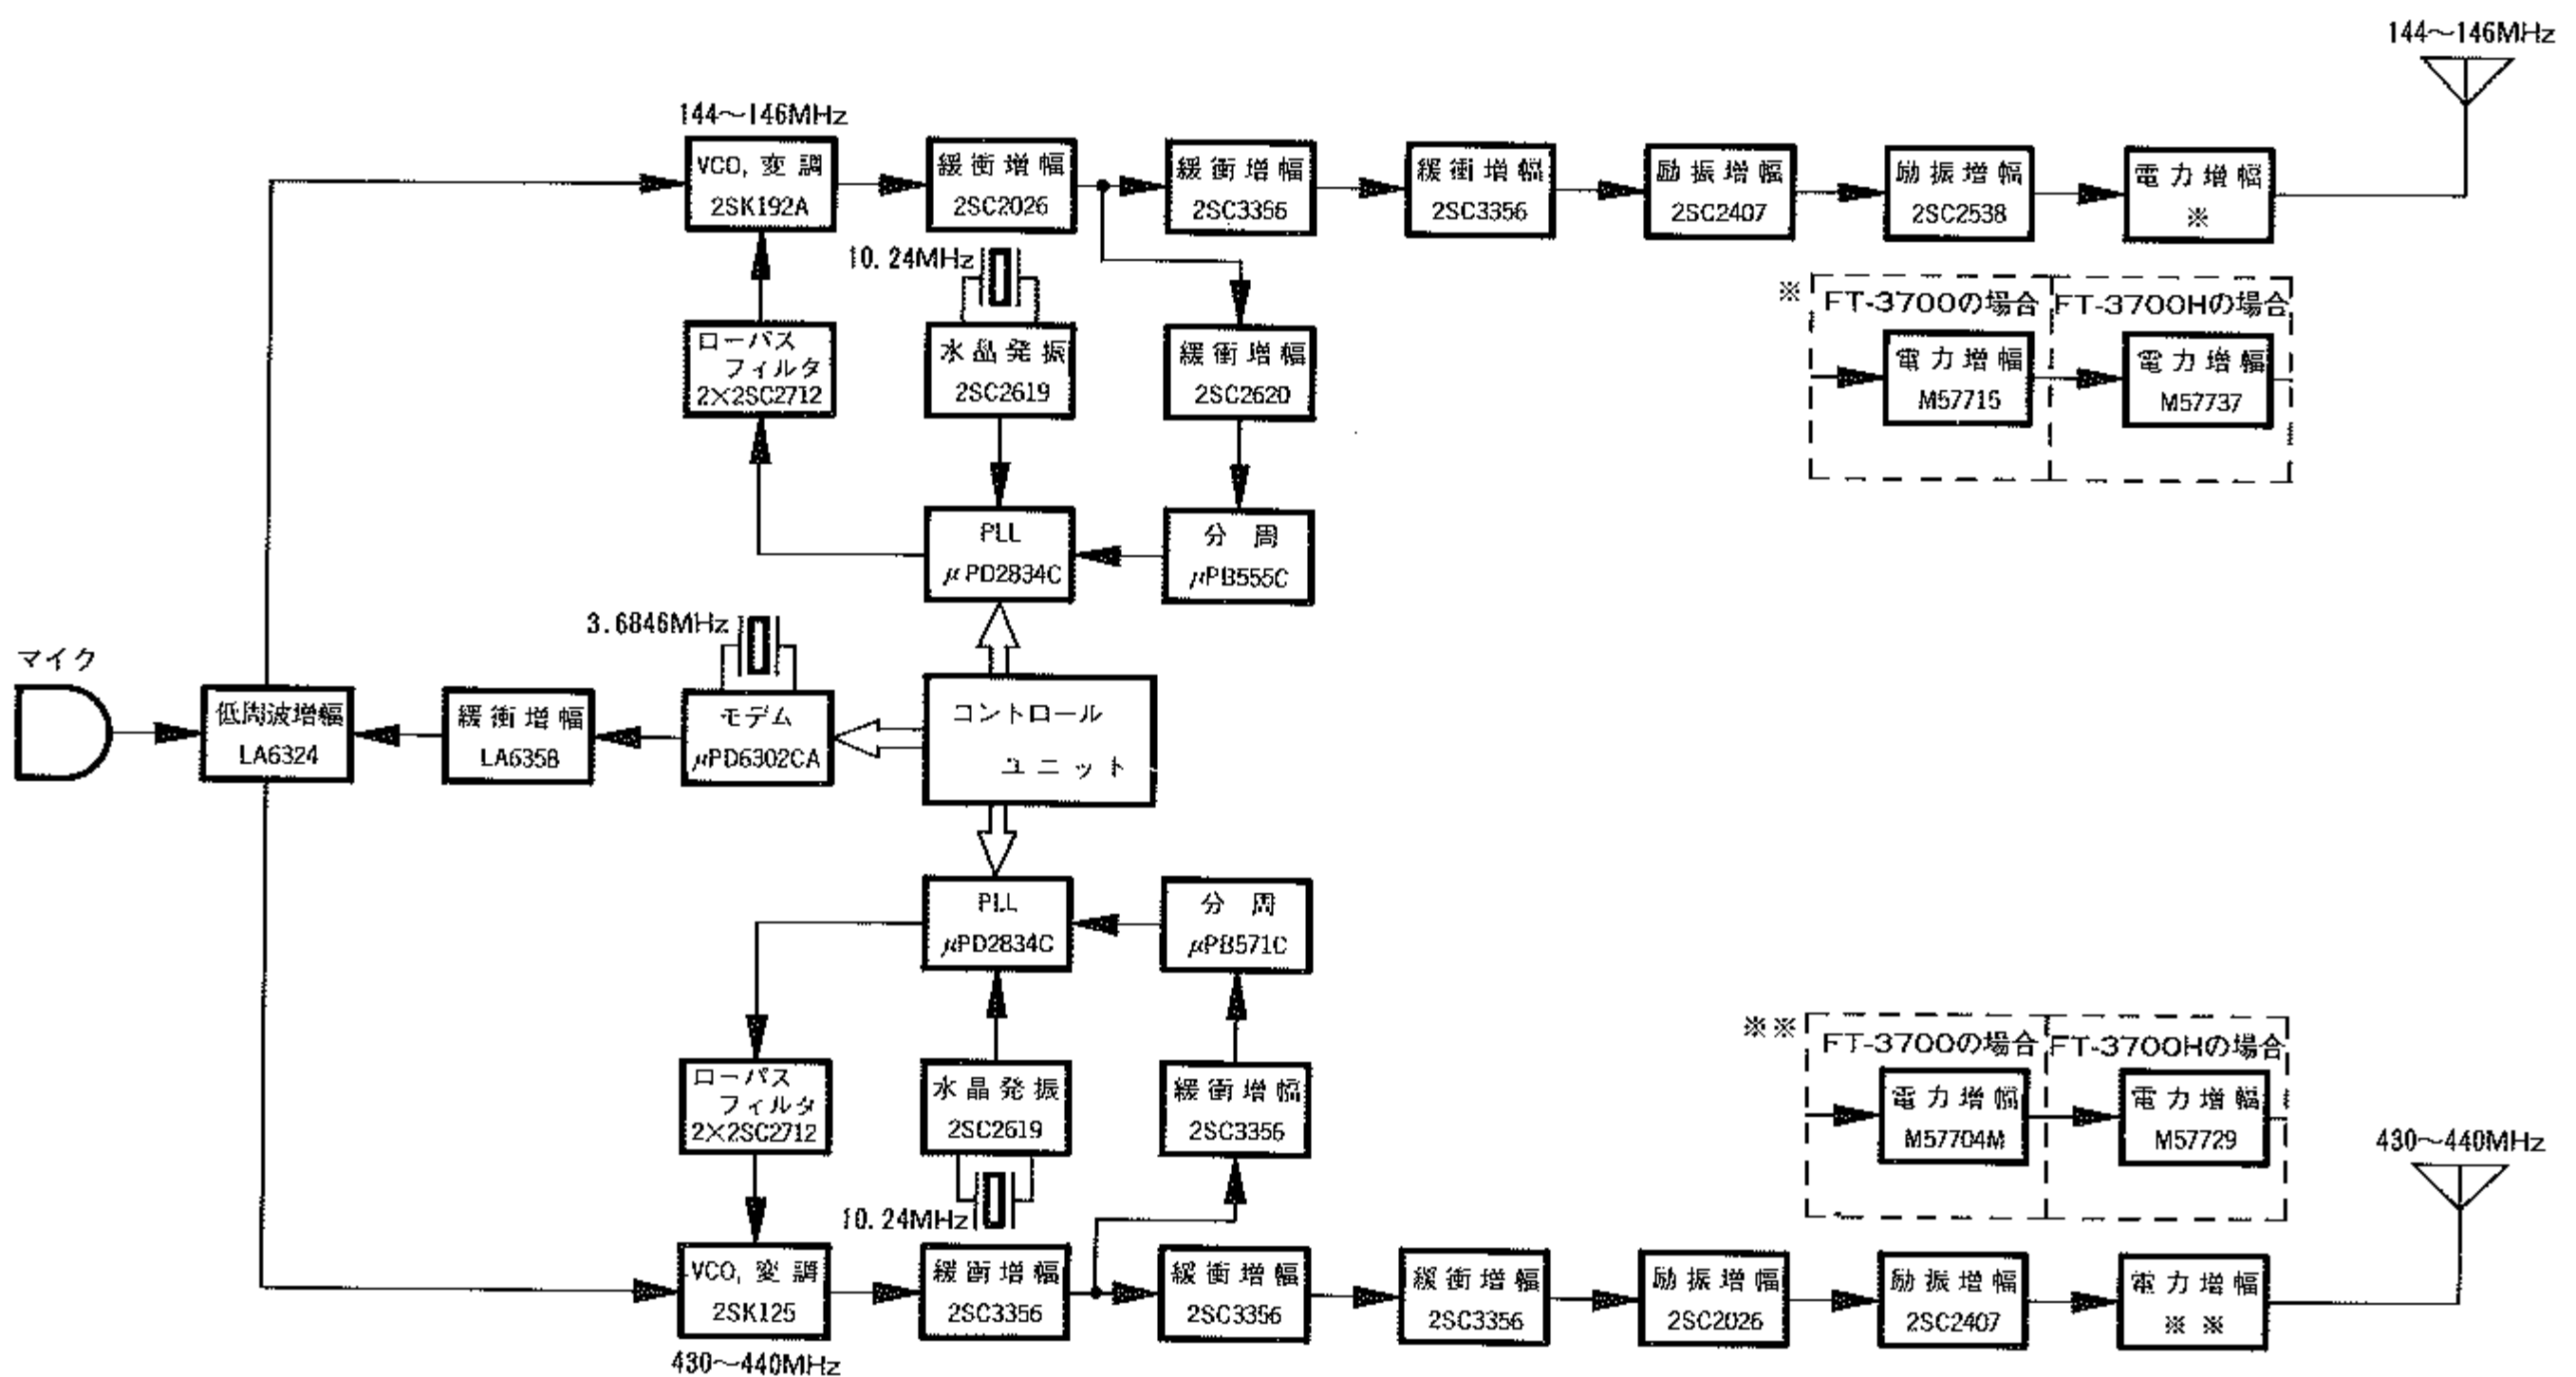 144〜146MHz
144〜146MHz
VCO, 変調
2SK192A
緩衝増幅
2SC2026
緩衝増幅
2SC3356
緩衝増幅
2SC3356
励振増幅
2SC2407
励振増幅
2SC2538
電力増幅
※
10.24MHz
ローパス
フィルタ
2×2SC2712
水晶発振
2SC2619
緩衝増幅
2SC2620
※
FT-3700の場合
FT-3700Hの場合
電力増幅
M57715
電力増幅
M57737
PLL
μPD2834C
分周
μPB555C
3.6846MHz
マイク
低周波増幅
LA6324
緩衝増幅
LA6358
モデム
μPD6302CA
コントロール
ユニット
PLL
μPD2834C
分周
μPB571C
ローパス
フィルタ
2×2SC2712
水晶発振
2SC2619
緩衝増幅
2SC3356
10.24MHz
※※
FT-3700の場合
FT-3700Hの場合
電力増幅
M57704M
電力増幅
M57729
430〜440MHz
VCO, 変調
2SK125
緩衝増幅
2SC3356
緩衝増幅
2SC3356
緩衝増幅
2SC3356
励振増幅
2SC2026
励振増幅
2SC2407
電力増幅
※※
430〜440MHz